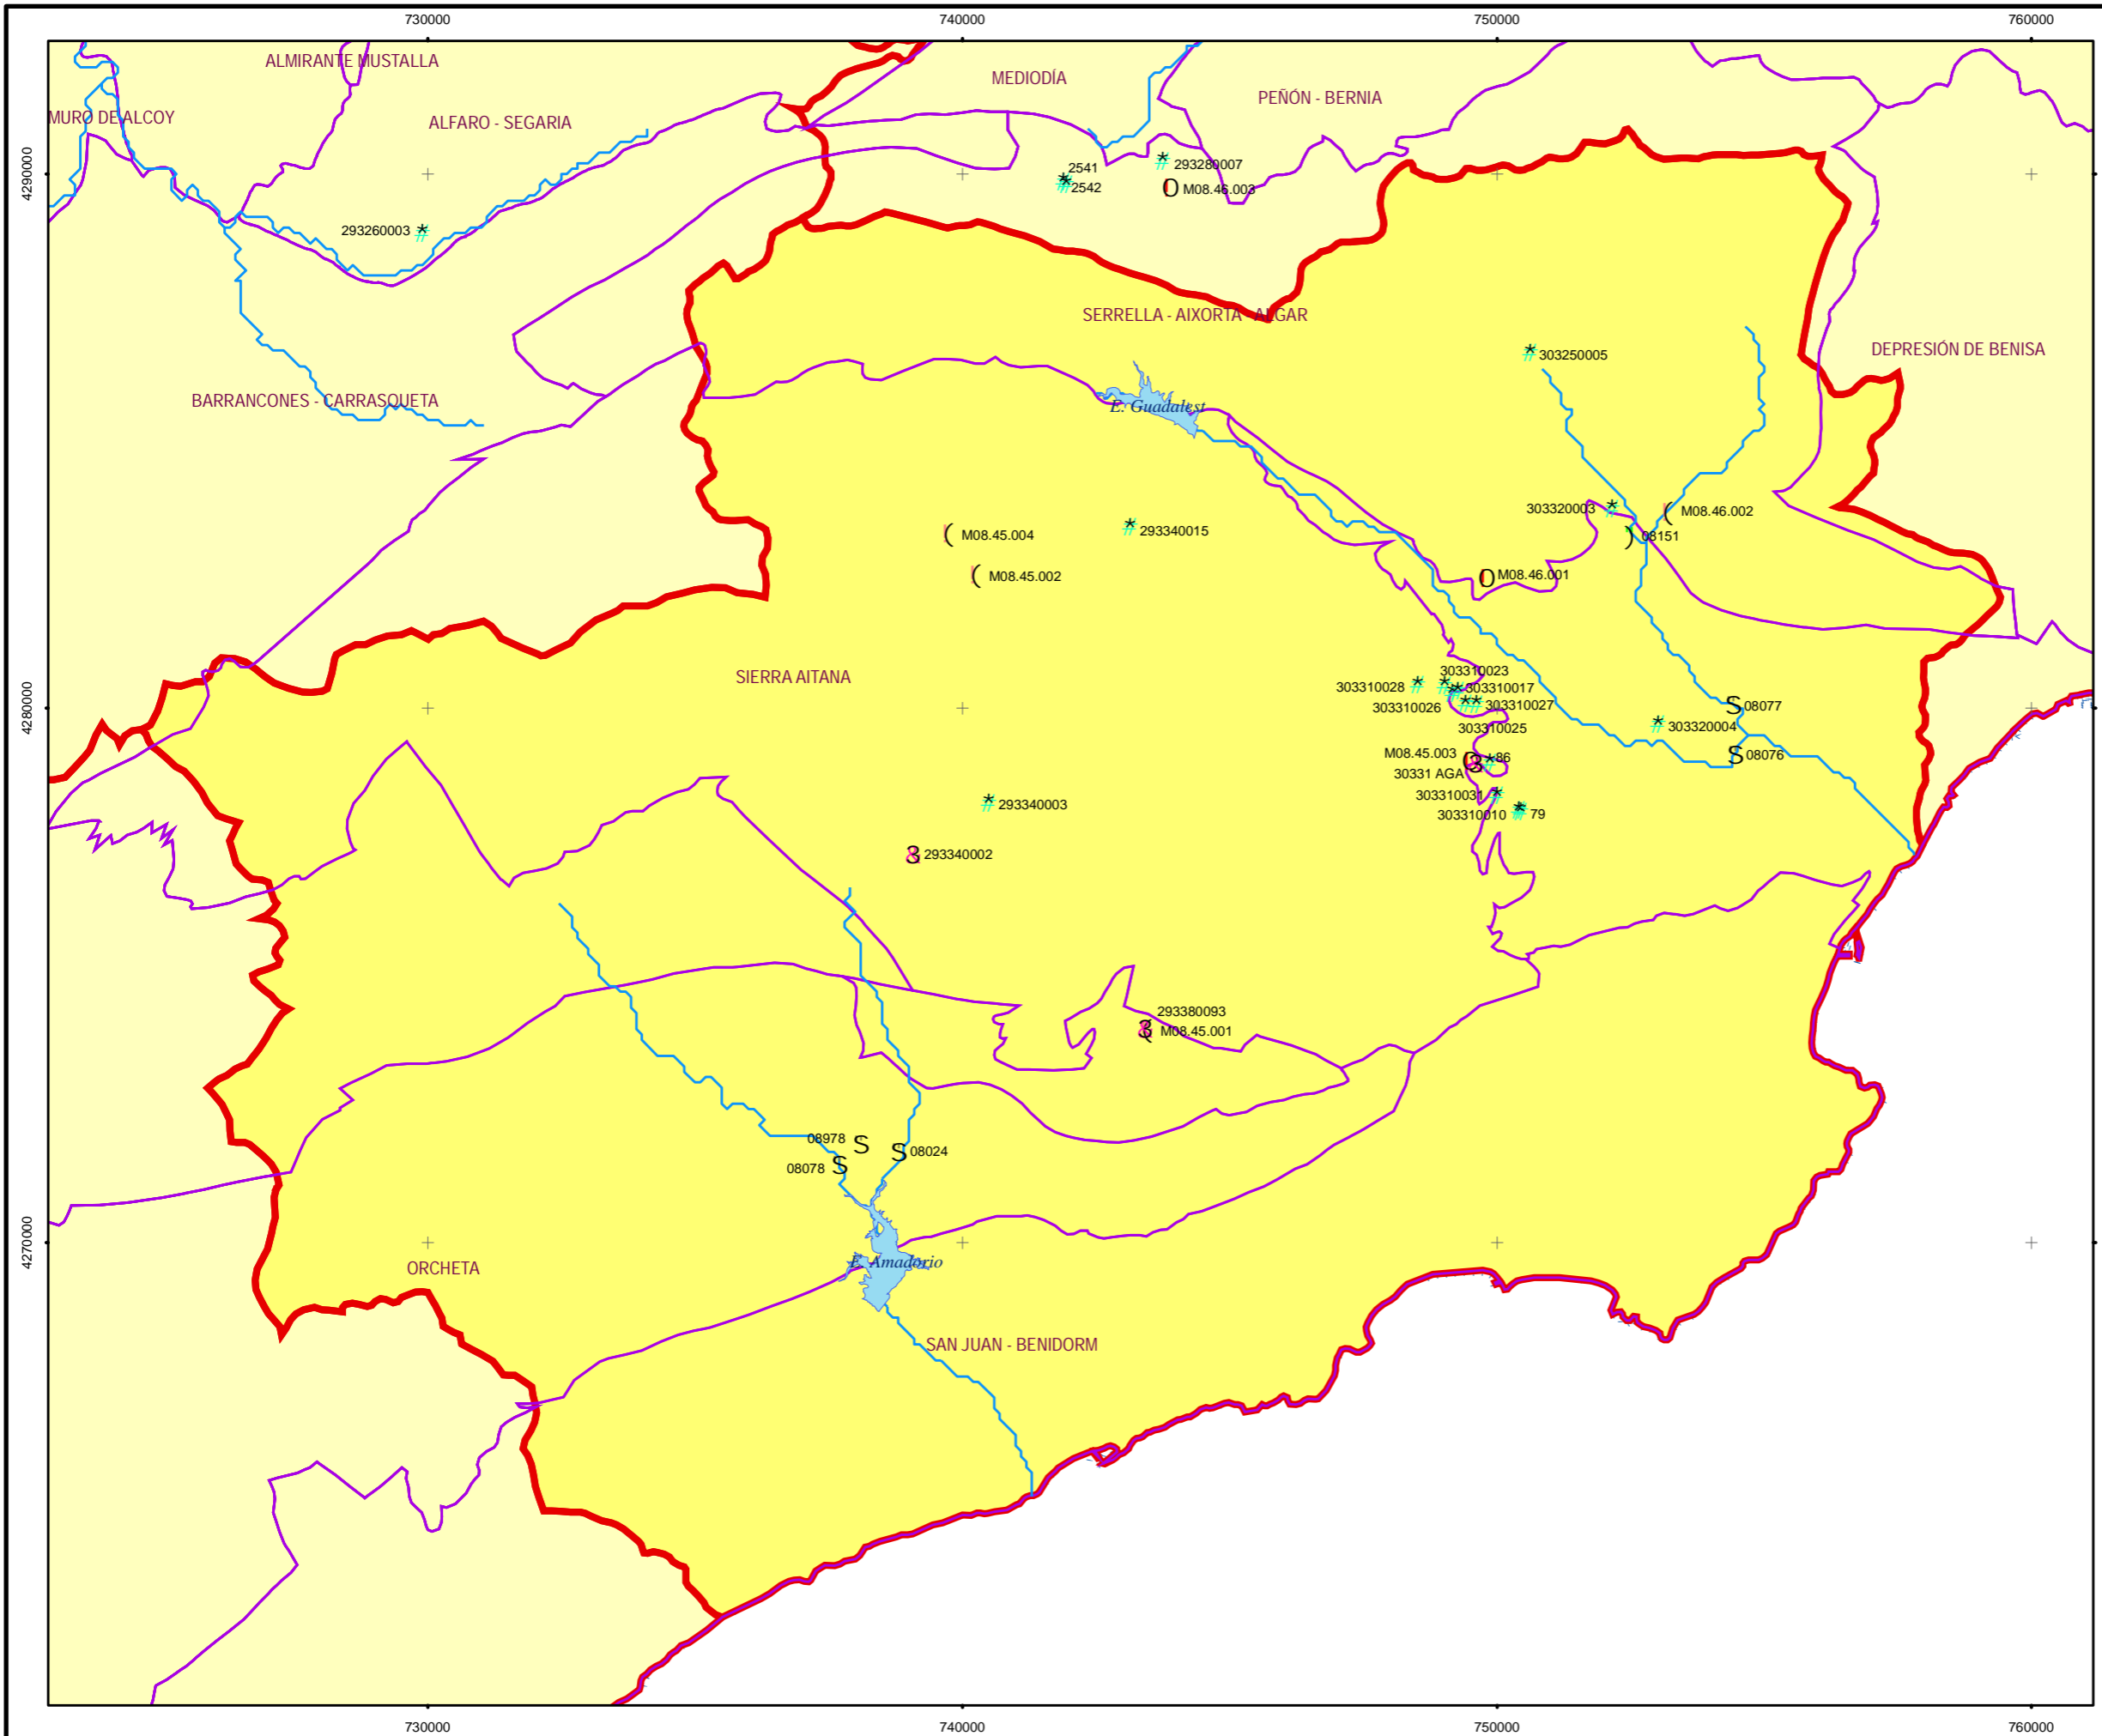 730000 740000 750000 760000
ALMIRANTE MUSTALLA
MEDIODÍA
PEÑÓN - BERNIA
MURO DE ALCOY
ALFARO - SEGARIA
4290000
2541
2542
293280007
M08.46.003
293260003
SERRELLA - AIXORTA - ALGAR
DEPRESIÓN DE BENISA
303250005
BARRANCONES - CARRASQUETA
E. Guadalest
303320003
M08.46.002
08151
M08.45.004
293340015
M08.45.002
M08.46.001
SIERRA AITANA
303310023
303310028
303310017
303310026
303310027
303310025
08077
303320004
4280000
M08.45.003
86
08076
30331 AGA
303310031
303310010
79
293340003
293340002
293380093
M08.45.001
08978
08024
08078
4270000
E. Amadorio
ORCHETA
SAN JUAN - BENIDORM
730000 740000 750000 760000